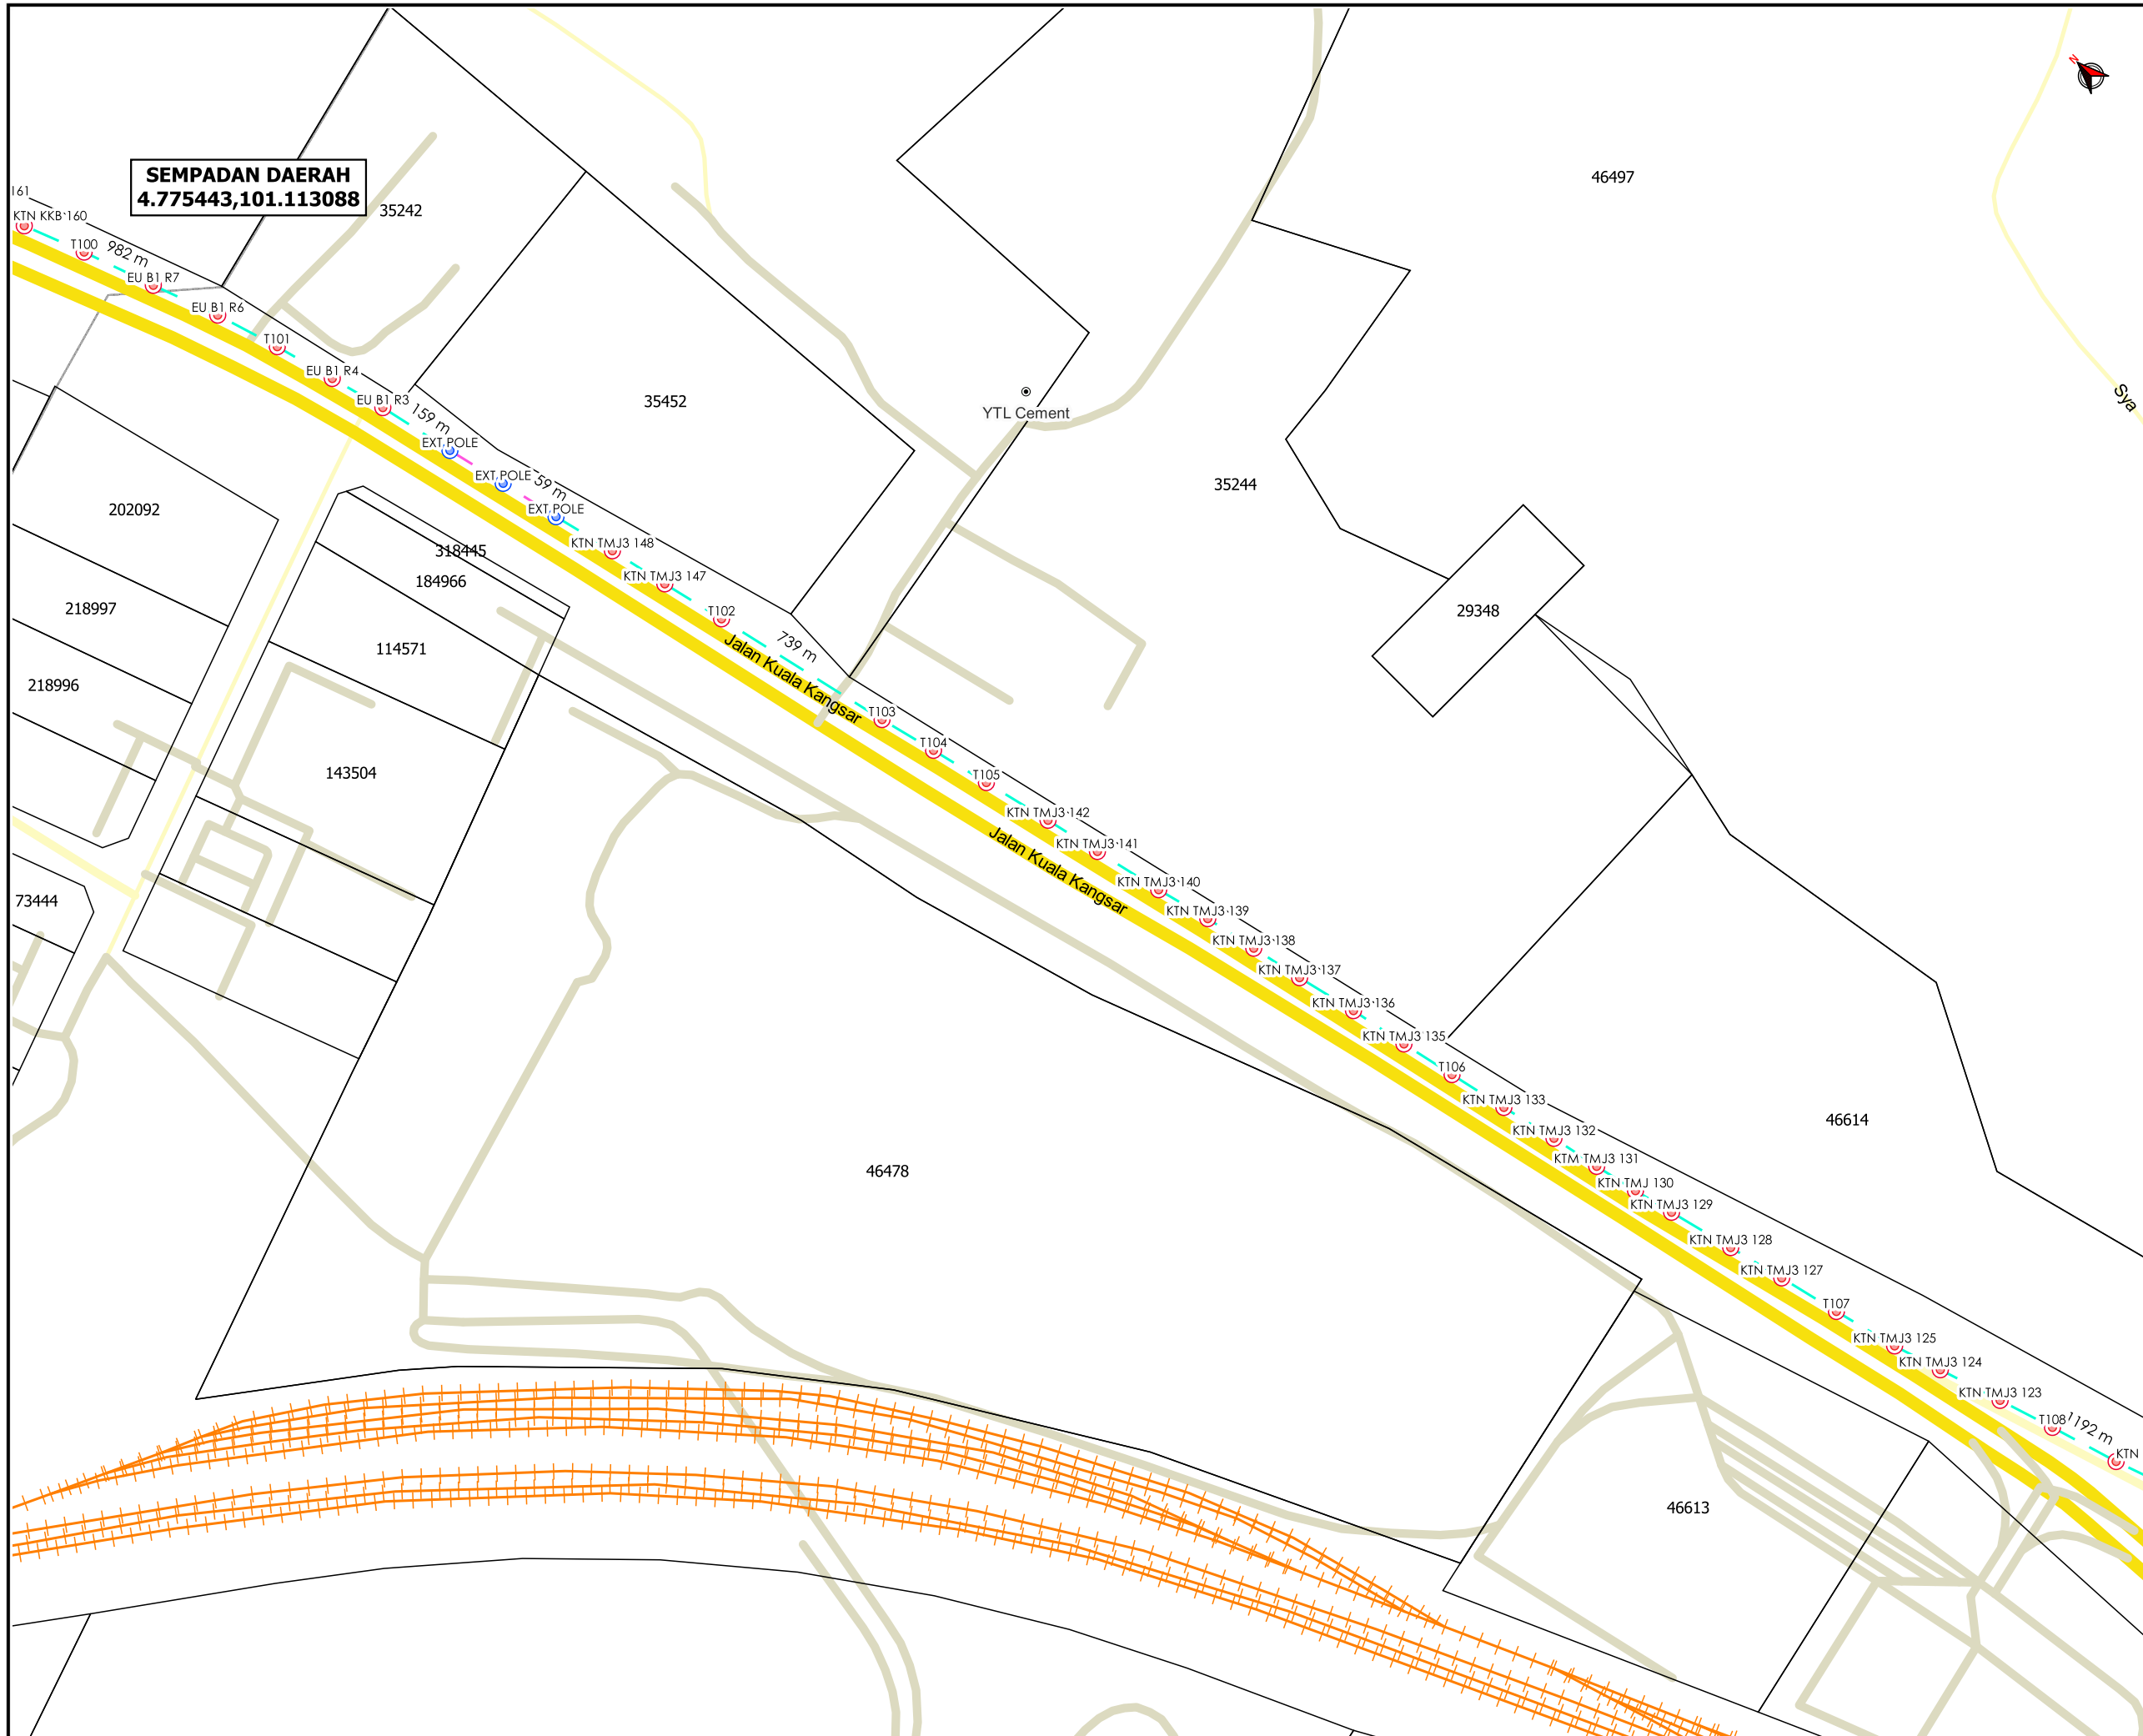 N
46497
SEMPADAN DAERAH
4.775443,101.113088
161
35242
KTN KKB 160
T100
982 m
EU B1 R7
EU B1 R6
T101
EU B1 R4
EU B1 R3
159 m
35452
YTL Cement
Sya
EXT.POLE
EXT.POLE
59 m
EXT.POLE
35244
202092
KTN TMJ3 148
318445
KTN TMJ3 147
184966
218997
T102
29348
739 m
114571
Jalan Kuala Kangsar
218996
T103
T104
143504
T105
KTN TMJ3 142
Jalan Kuala Kangsar
KTN TMJ3 141
KTN TMJ3 140
73444
KTN TMJ3 139
KTN TMJ3 138
KTN TMJ3 137
KTN TMJ3 136
KTN TMJ3 135
T106
KTN TMJ3 133
46614
KTN TMJ3 132
KTM TMJ3 131
46478
KTN TMJ 130
KTN TMJ3 129
KTN TMJ3 128
KTN TMJ3 127
T107
KTN TMJ3 125
KTN TMJ3 124
KTN TMJ3 123
T108
1192 m
KTN
46613